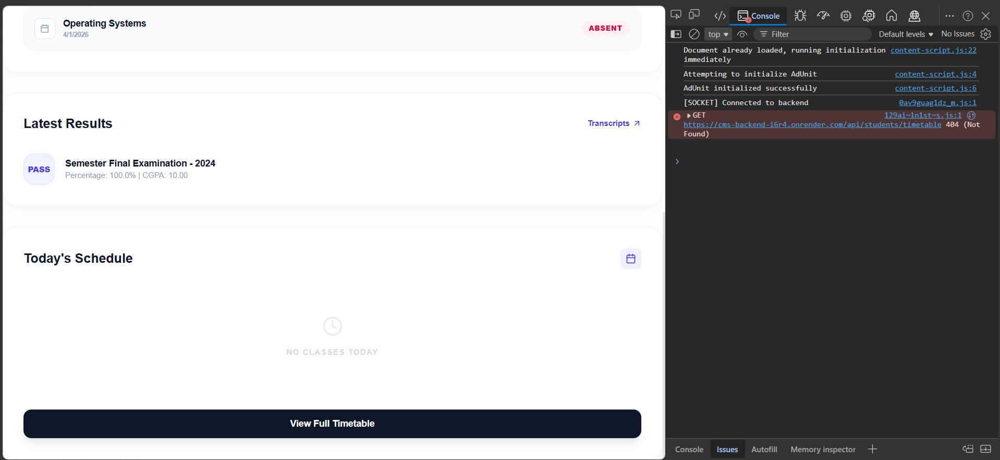 Operating Systems
4/1/2026
ABSENT
Latest Results
Transcripts
PASS
Semester Final Examination - 2024
Percentage: 100.0% | CGPA: 10.00
Today's Schedule
NO CLASSES TODAY
View Full Timetable
Console
top
Filter
Default levels
No Issues
Document already loaded, running initialization content-script.js:22
immediately
Attempting to initialize AdUnit content-script.js:4
AdUnit initialized successfully content-script.js:6
[SOCKET] Connected to backend 0av9guag1dz_m.js:1
GET 129ai~1n1st~s.js:1
https://cms-backend-i6r4.onrender.com/api/students/timetable 404 (Not
Found)
Console Issues Autofill Memory inspector